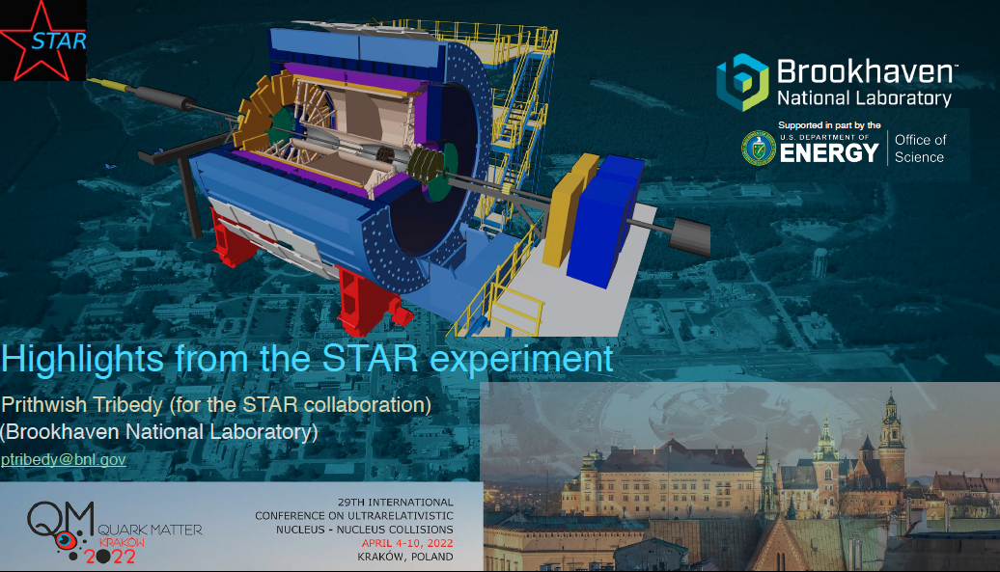 STAR
Brookhaven™
National Laboratory
Supported in part by the
U.S. DEPARTMENT OF
ENERGY
Office of
Science
Highlights from the STAR experiment
Prithwish Tribedy (for the STAR collaboration)
(Brookhaven National Laboratory)
ptribedy@bnl.gov
QM QUARK MATTER
KRAKÓW
2022
29TH INTERNATIONAL
CONFERENCE ON ULTRARELATIVISTIC
NUCLEUS - NUCLEUS COLLISIONS
APRIL 4-10, 2022
KRAKÓW, POLAND